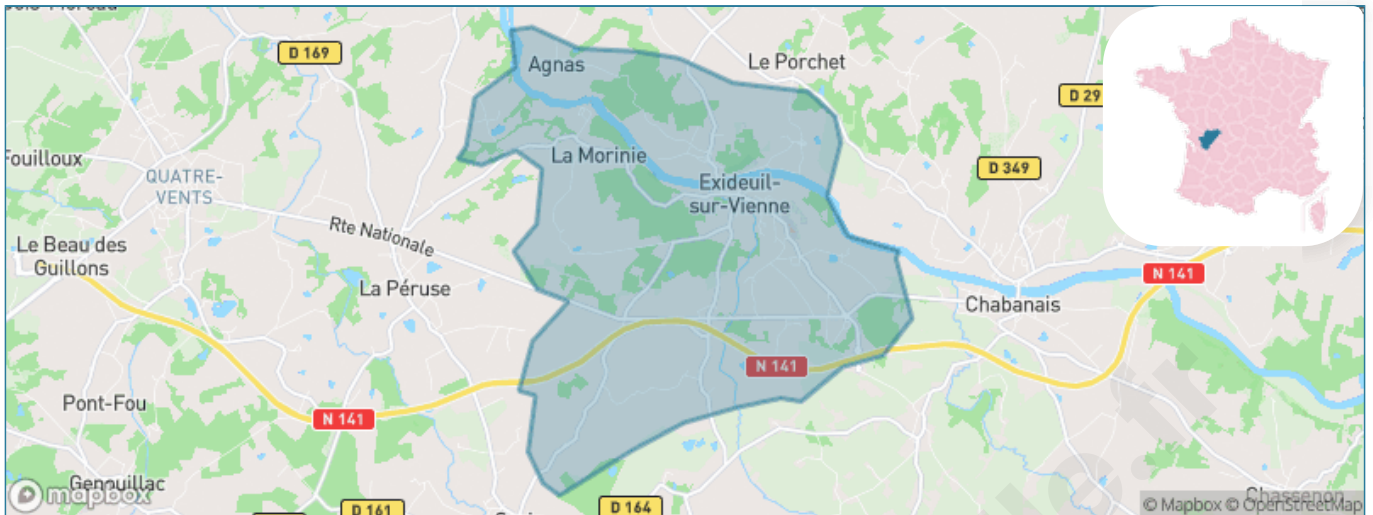 D 169
Agnas
Le Porchet
D 29
Fouilloux
La Morinie
D 349
QUATRE-
VENTS
Exideuil-
sur-Vienne
Rte Nationale
Le Beau des
Guillons
N 141
La Péruse
Chabanais
N 141
Pont-Fou
N 141
Genouillac
mapbox
D 161
D 164
Chassenon
© Mapbox © OpenStreetMap